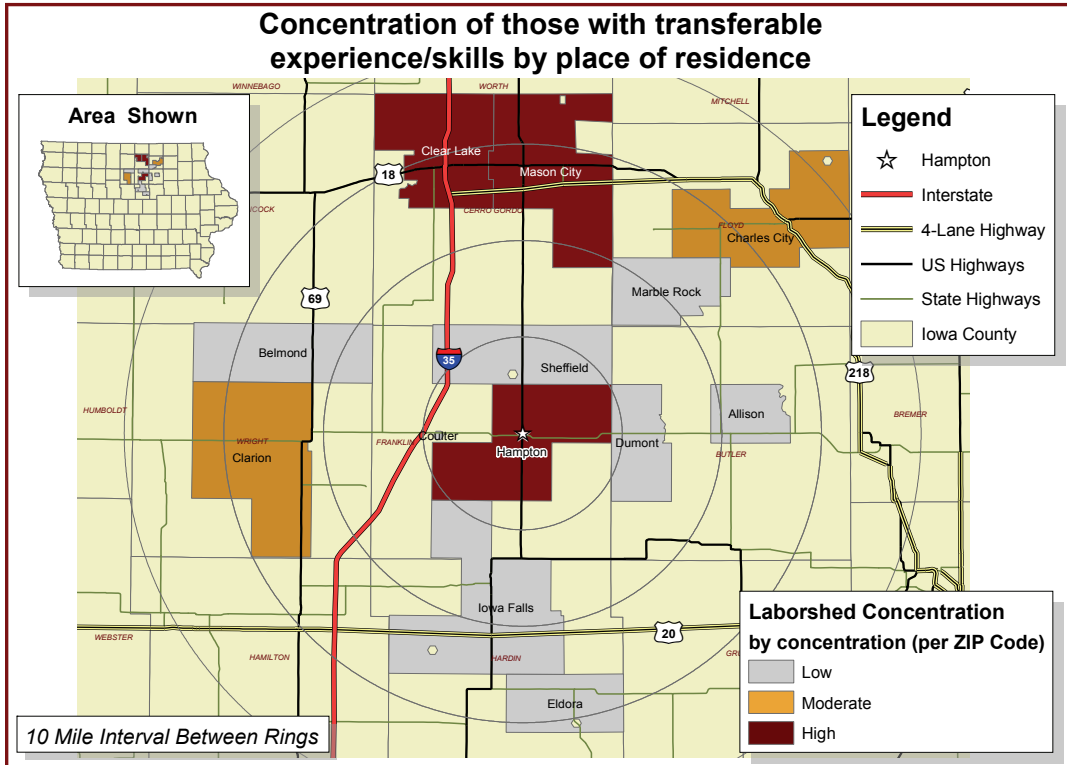 Concentration of those with transferable
experience/skills by place of residence
WINNEBAGO
WORTH
MITCHELL
Area Shown
Legend
Hampton
Interstate
4-Lane Highway
US Highways
State Highways
Iowa County
Clear Lake
Mason City
18
CERRO GORDO
FLOYD
Charles City
Marble Rock
69
Belmond
35
Sheffield
218
HUMBOLDT
Allison
BREMER
WRIGHT
FRANKLIN
Coulter
Dumont
Clarion
Hampton
BUTLER
Iowa Falls
WEBSTER
20
HAMILTON
HARDIN
Eldora
Laborshed Concentration
by concentration (per ZIP Code)
Low
Moderate
High
10 Mile Interval Between Rings